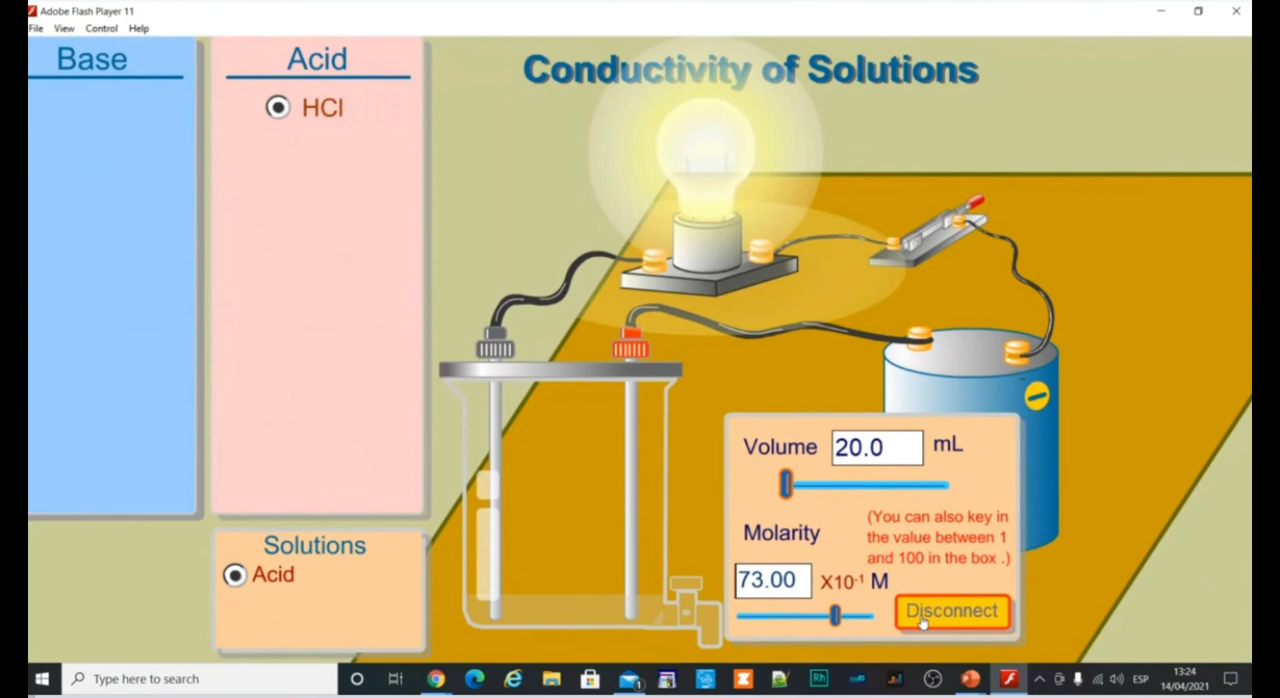 Adobe Flash Player 11
File View Control Help
Base
Acid
HCl
Conductivity of Solutions
Solutions
Acid
Volume 20.0 mL
Molarity
(You can also key in
the value between 1
and 100 in the box .)
73.00 X10-¹ M
Disconnect
Type here to search
1
Rh
ESP
13:24
14/04/2021